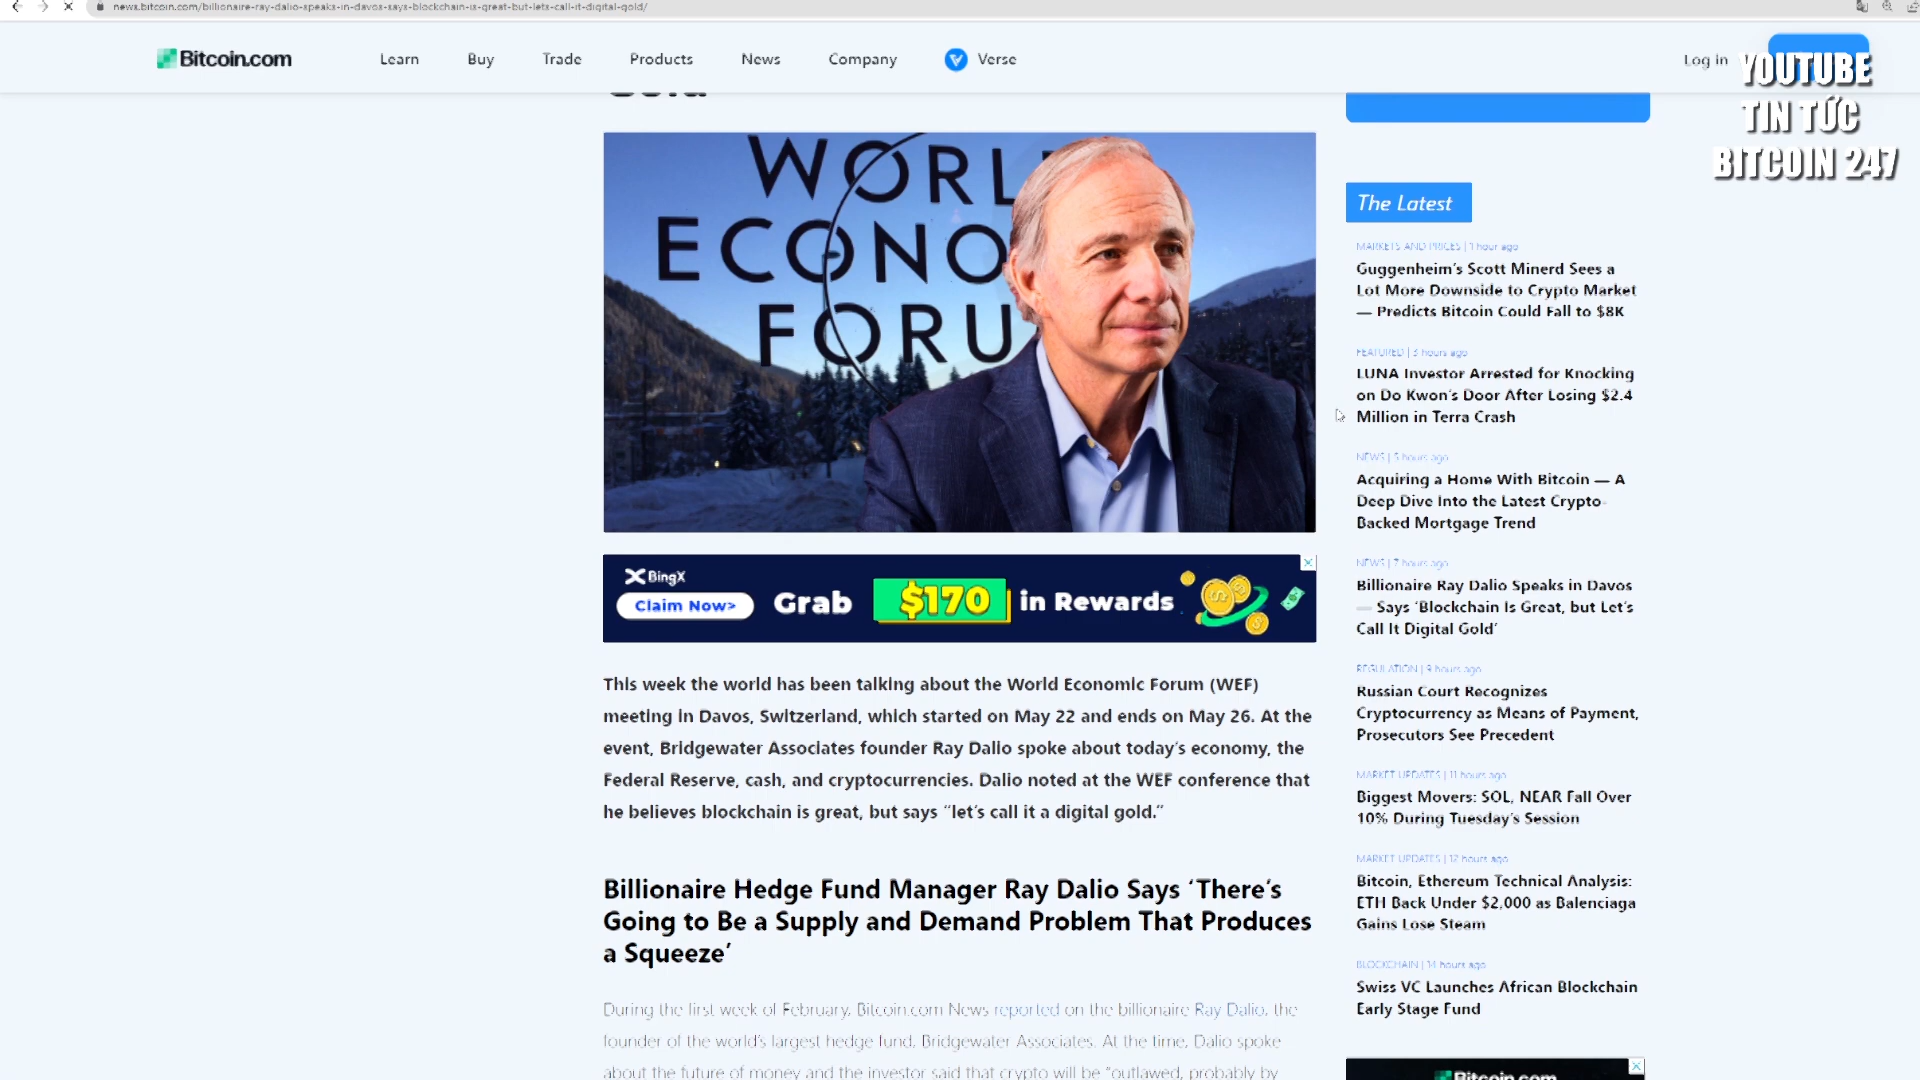 news.bitcoin.com/billionaire-ray-dalio-speaks-in-davos-says-blockchain-is-great-but-lets-call-it-digital-gold/
Bitcoin.com
Learn
Buy
Trade
Products
News
Company
Verse
Log in
YOUTUBE
TIN TỨC
BITCOIN 247
WORL
ECONO
FORU
BingX
Claim Now>
Grab $170 in Rewards
This week the world has been talking about the World Economic Forum (WEF)
meeting in Davos, Switzerland, which started on May 22 and ends on May 26. At the
event, Bridgewater Associates founder Ray Dalio spoke about today's economy, the
Federal Reserve, cash, and cryptocurrencies. Dalio noted at the WEF conference that
he believes blockchain is great, but says “let's call it a digital gold.”
Billionaire Hedge Fund Manager Ray Dalio Says ‘There's
Going to Be a Supply and Demand Problem That Produces
a Squeeze’
During the first week of February, Bitcoin.com News reported on the billionaire Ray Dalio, the
founder of the world's largest hedge fund, Bridgewater Associates. At the time, Dalio spoke
about the future of money and the investor said that crypto will be “outlawed, probably by
The Latest
MARKETS AND PRICES | 1 hour ago
Guggenheim's Scott Minerd Sees a
Lot More Downside to Crypto Market
— Predicts Bitcoin Could Fall to $8K
FEATURED | 3 hours ago
LUNA Investor Arrested for Knocking
on Do Kwon's Door After Losing $2.4
Million in Terra Crash
NEWS | 5 hours ago
Acquiring a Home With Bitcoin — A
Deep Dive Into the Latest Crypto-
Backed Mortgage Trend
NEWS | 7 hours ago
Billionaire Ray Dalio Speaks in Davos
— Says ‘Blockchain Is Great, but Let's
Call It Digital Gold’
REGULATION | 9 hours ago
Russian Court Recognizes
Cryptocurrency as Means of Payment,
Prosecutors See Precedent
MARKET UPDATES | 11 hours ago
Biggest Movers: SOL, NEAR Fall Over
10% During Tuesday's Session
MARKET UPDATES | 12 hours ago
Bitcoin, Ethereum Technical Analysis:
ETH Back Under $2,000 as Balenciaga
Gains Lose Steam
BLOCKCHAIN | 14 hours ago
Swiss VC Launches African Blockchain
Early Stage Fund
Bitcoin.com